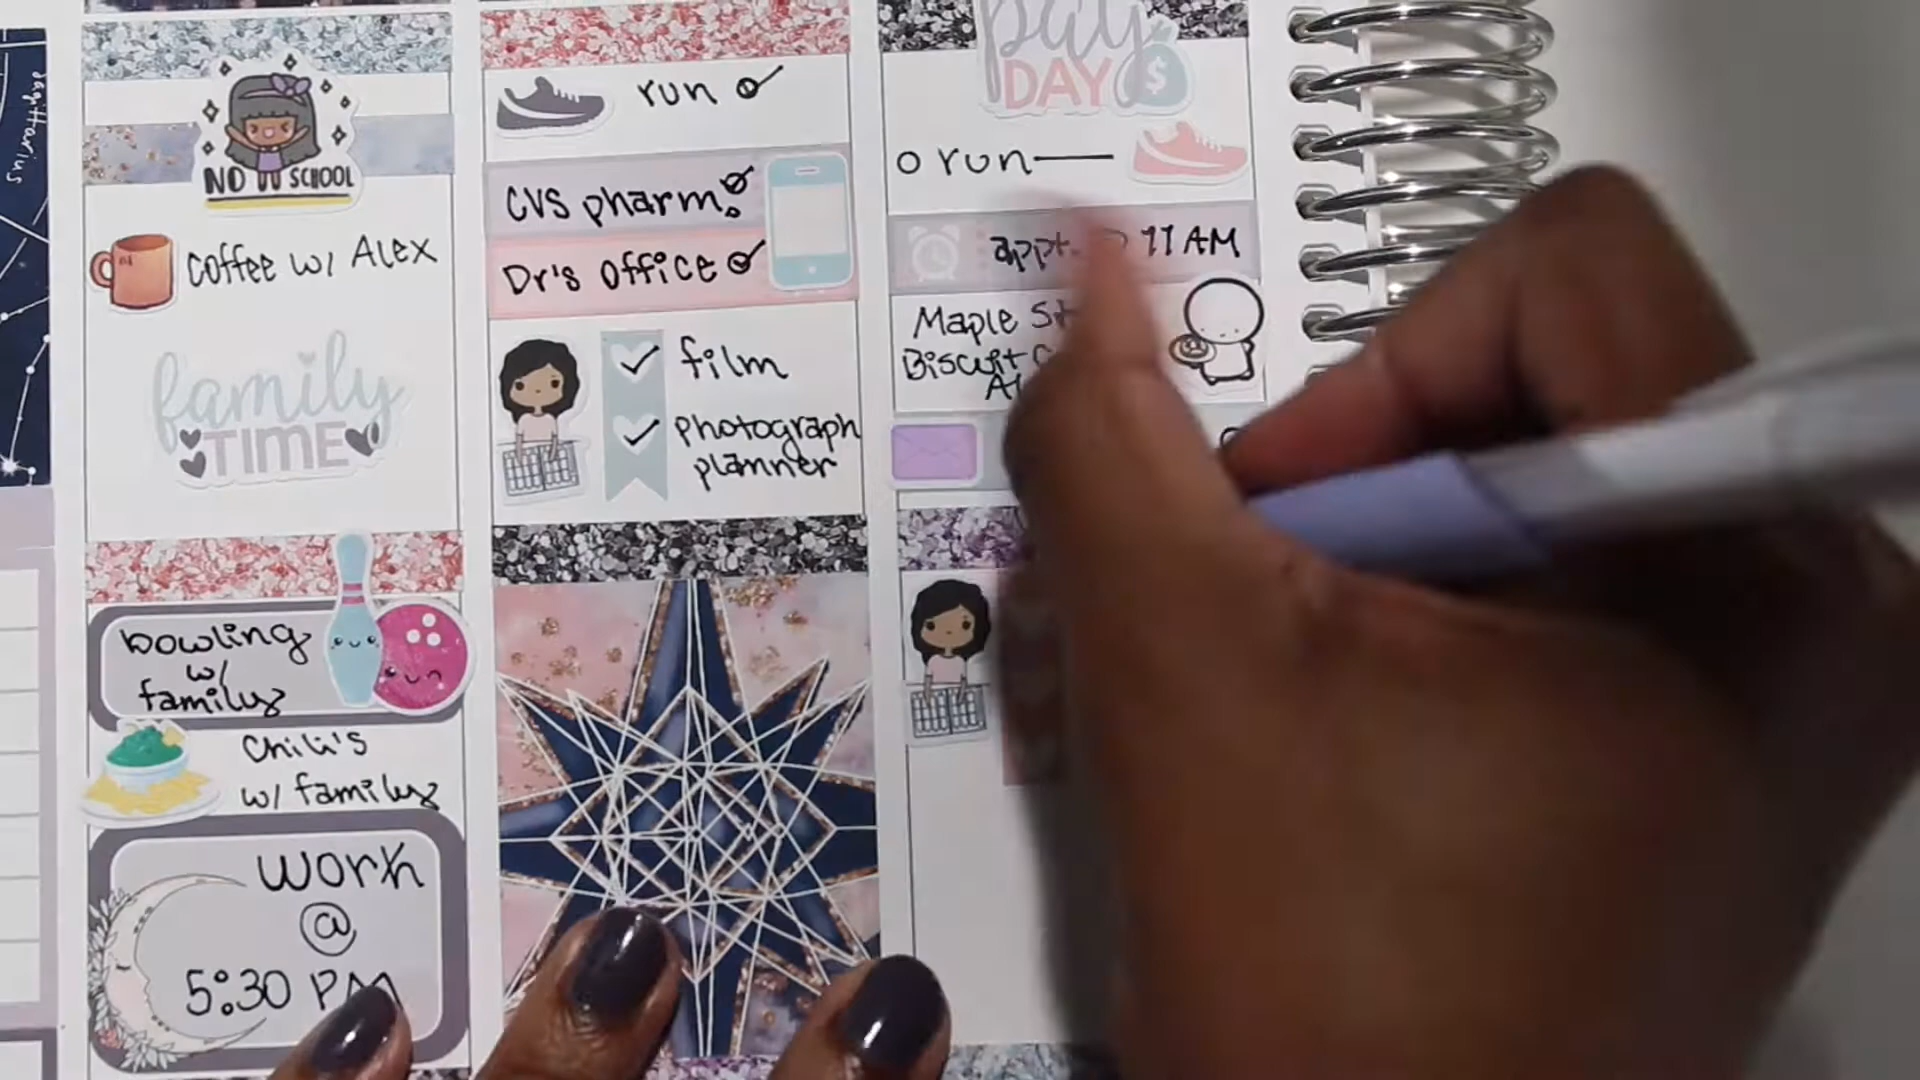 sagittarius
NO SCHOOL
coffee w/ Alex
family
TIME
bowling
w/
family
Chili's
w/ family
WORK
@
5:30 PM
run
CVS pharm.
Dr's office
film
photograph
planner
pay
DAY
$
run
appt. 11 AM
Maple
Biscuit